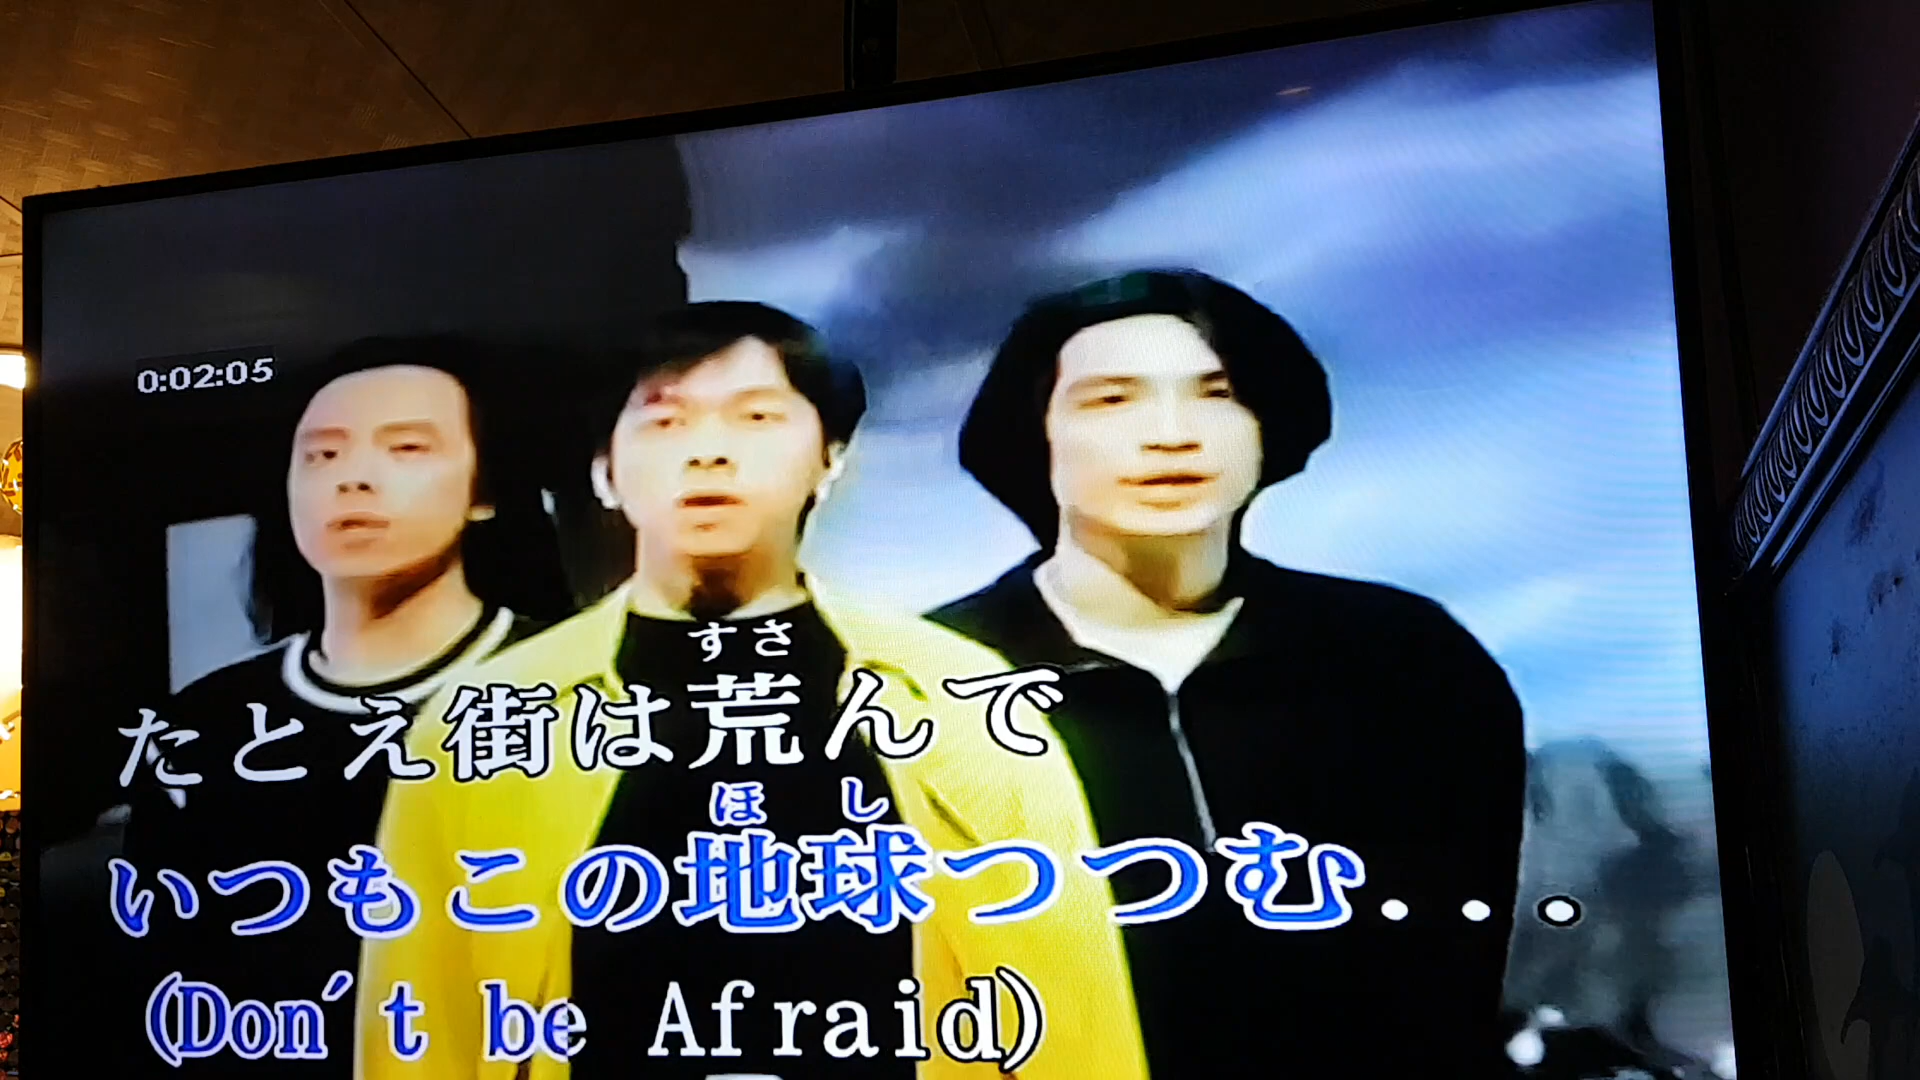 0:02:05
すさ
たとえ街は荒んで
ほし
いつもこの地球つつむ...
(Don't be Afraid)